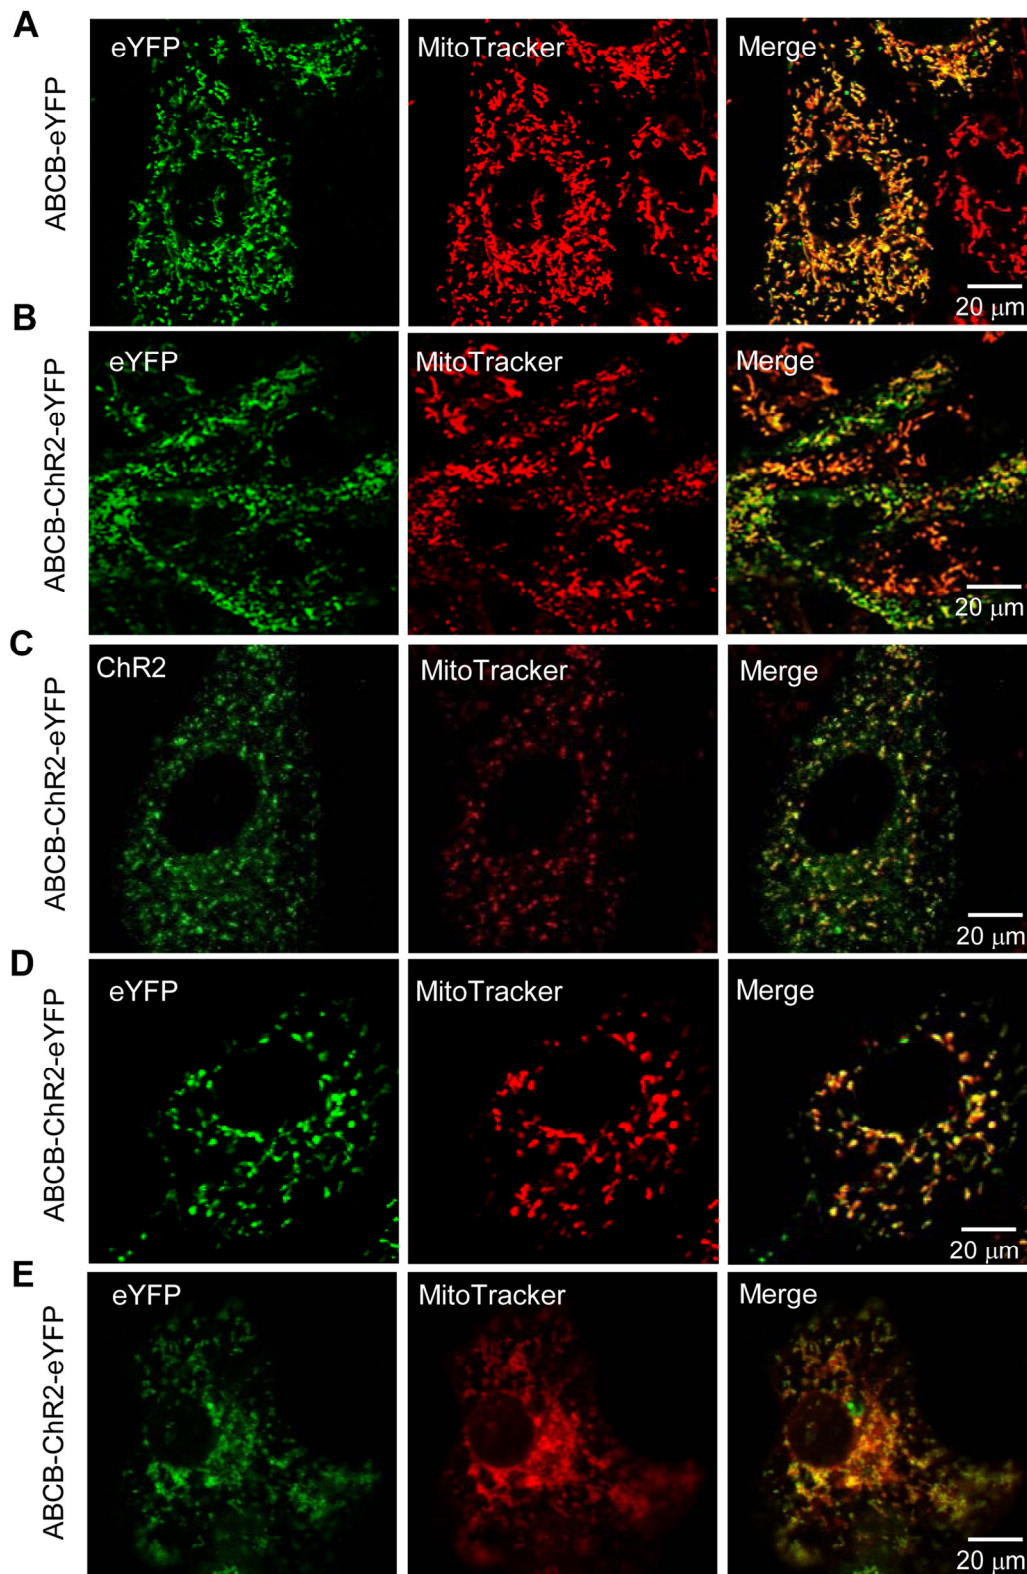 A
ABCB-eYFP
eYFP
MitoTracker
Merge
20 μm
B
ABCB-ChR2-eYFP
eYFP
MitoTracker
Merge
20 μm
C
ABCB-ChR2-eYFP
ChR2
MitoTracker
Merge
20 μm
D
ABCB-ChR2-eYFP
eYFP
MitoTracker
Merge
20 μm
E
ABCB-ChR2-eYFP
eYFP
MitoTracker
Merge
20 μm